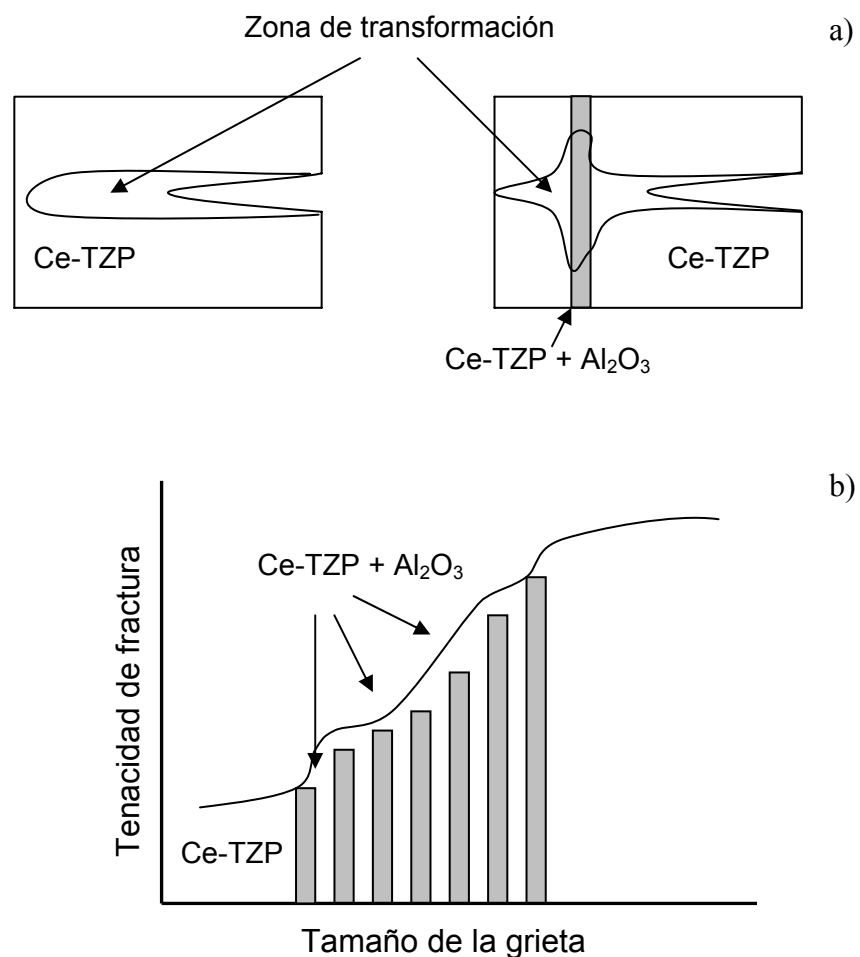 Zona de transformación
a)
Ce-TZP
Ce-TZP
Ce-TZP + Al₂O₃
b)
Ce-TZP + Al₂O₃
Tenacidad de fractura
Ce-TZP
Tamaño de la grieta